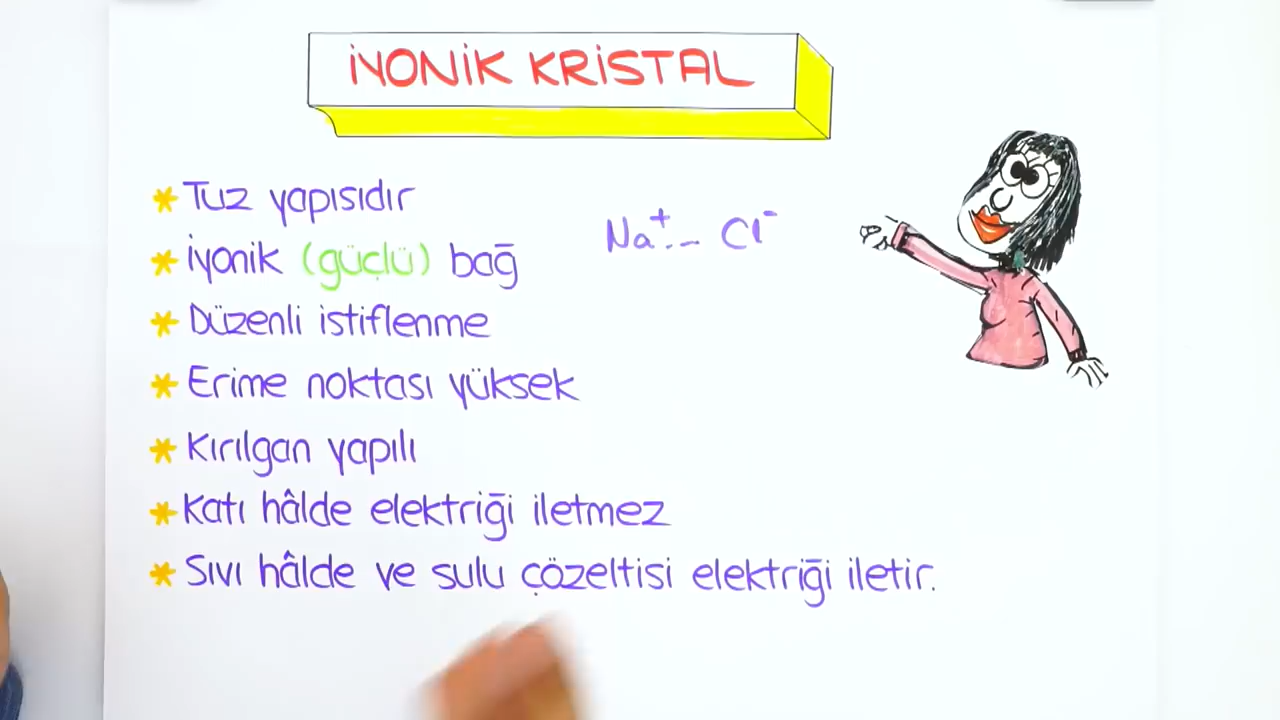 İYONİK KRİSTAL
* Tuz yapısıdır
Na⁺... Cl⁻
* İyonik (güçlü) bağ
* Düzenli istiflenme
* Erime noktası yüksek
* Kırılgan yapılı
* Katı hâlde elektriği iletmez
* Sıvı hâlde ve sulu çözeltisi elektriği iletir.